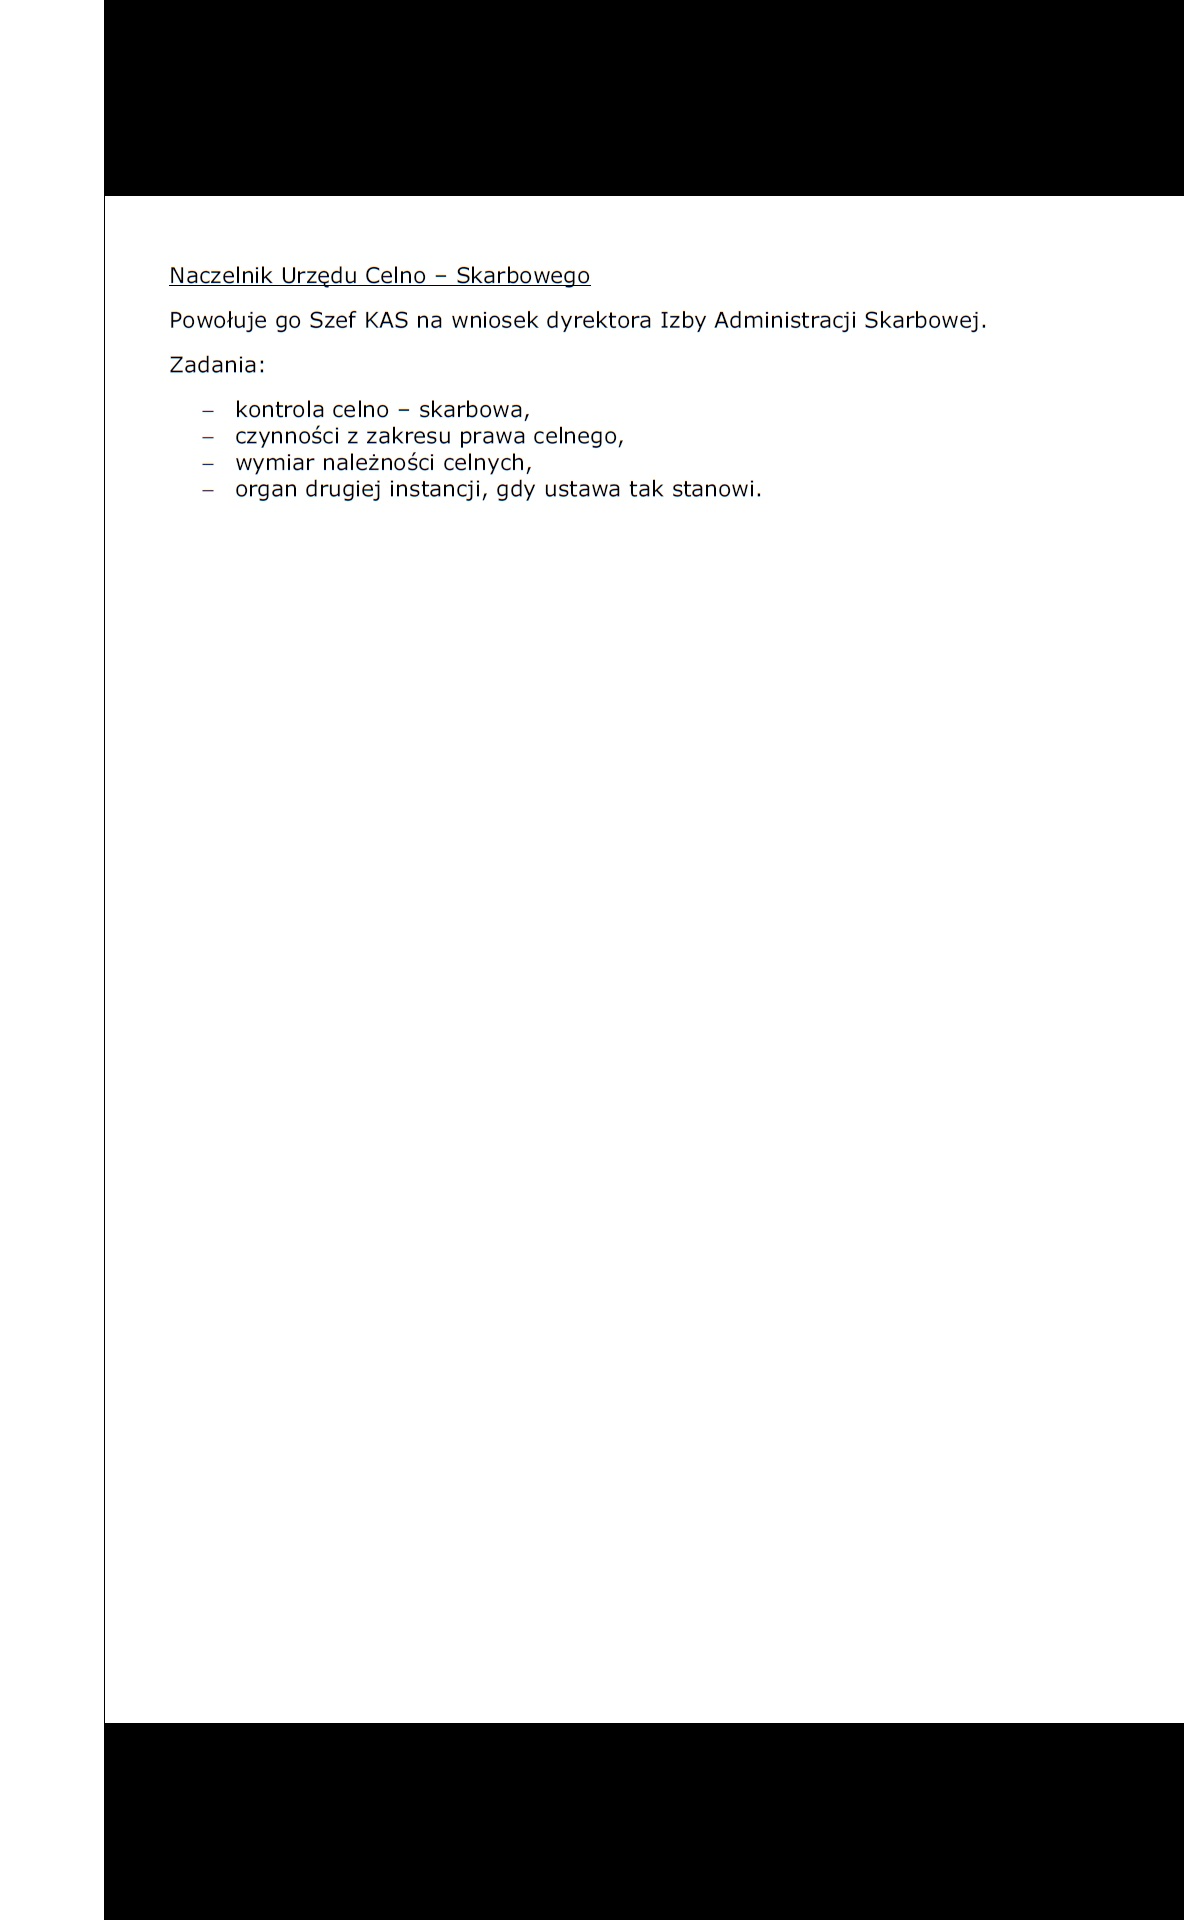 Naczelnik Urzędu Celno – Skarbowego
Powołuje go Szef KAS na wniosek dyrektora Izby Administracji Skarbowej.
Zadania:
– kontrola celno – skarbowa,
– czynności z zakresu prawa celnego,
– wymiar należności celnych,
– organ drugiej instancji, gdy ustawa tak stanowi.